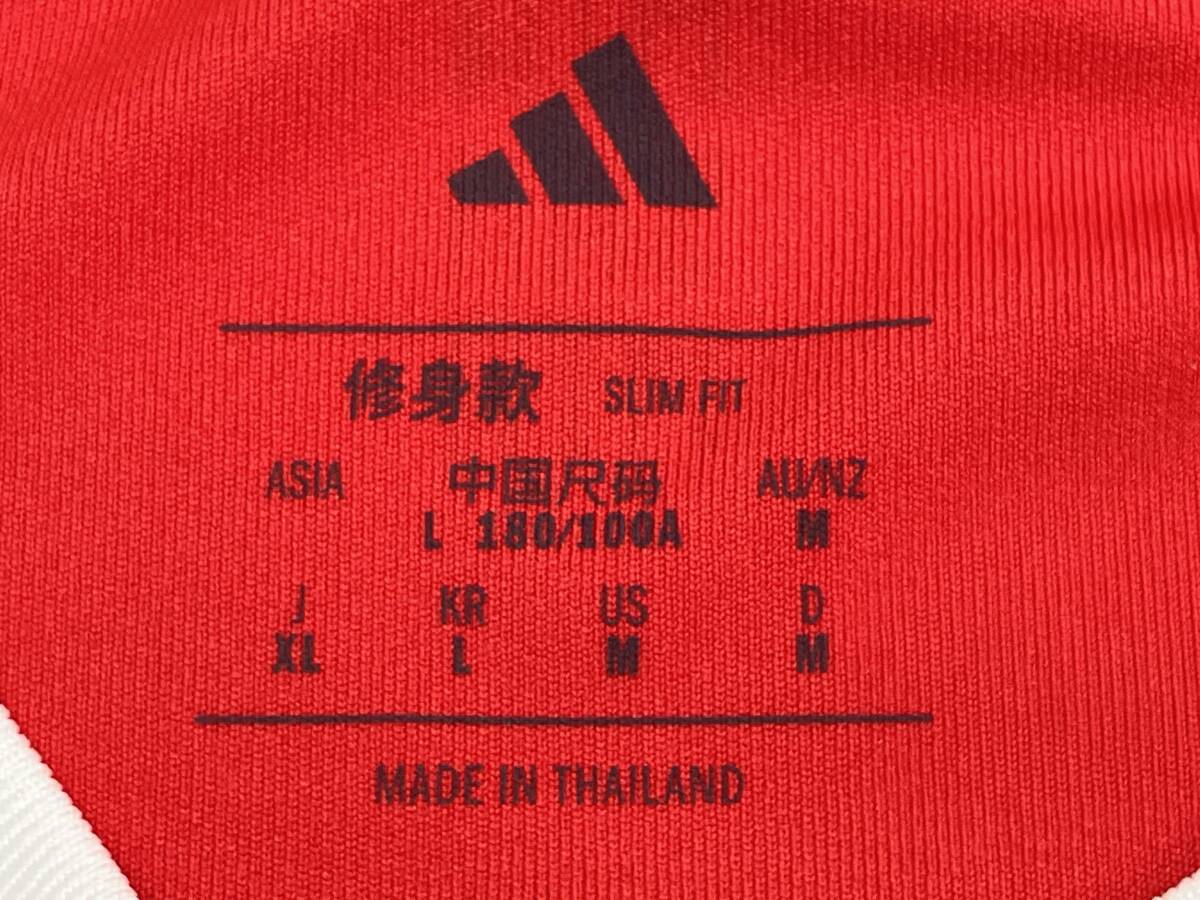 修身款 SLIM FIT
ASIA 中国尺码 AU/NZ
L 180/100A M
J KR US D
XL L M M
MADE IN THAILAND